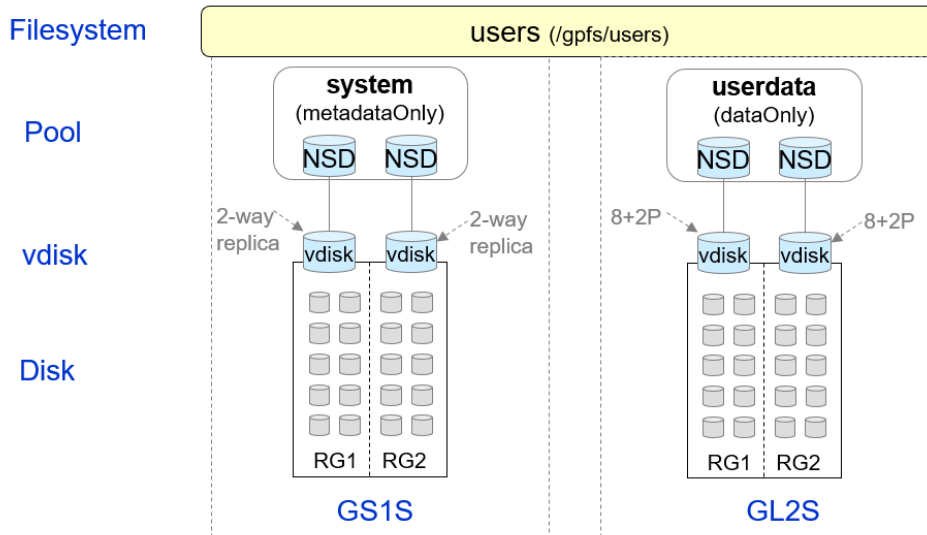 Filesystem
users (/gpfs/users)
system
(metadataOnly)
userdata
(dataOnly)
Pool
NSD NSD
NSD NSD
2-way
replica
2-way
replica
8+2P
8+2P
vdisk
vdisk vdisk
vdisk vdisk
Disk
RG1 RG2
RG1 RG2
GS1S
GL2S